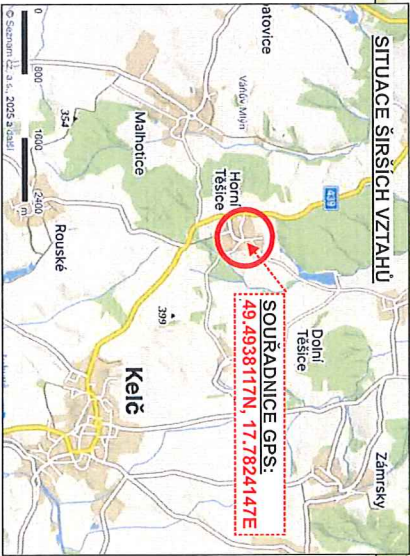 SITUACE ŠIRŠÍCH VZTAHŮ
Zámrsky
439
Dolní
Těšice
SOUŘADNICE GPS:
49.4938117N, 17.7824147E
Horní
Těšice
Vaňův Mlýn
Malhotice
399
Kelč
354
Rouské
0 800 1600 2400 m
© Seznam.cz, a.s., 2025 a další